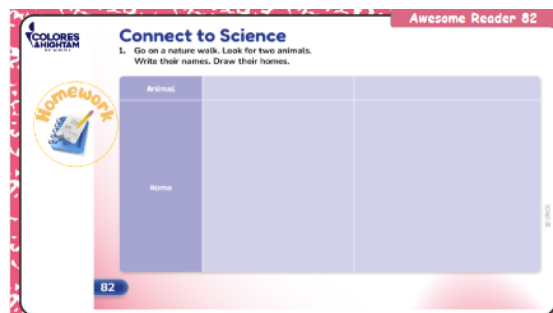 Awesome Reader 82
COLORES
&HIGHTAM
Connect to Science
1. Go on a nature walk. Look for two animals.
Write their names. Draw their homes.
Homework
Animal
Home
82